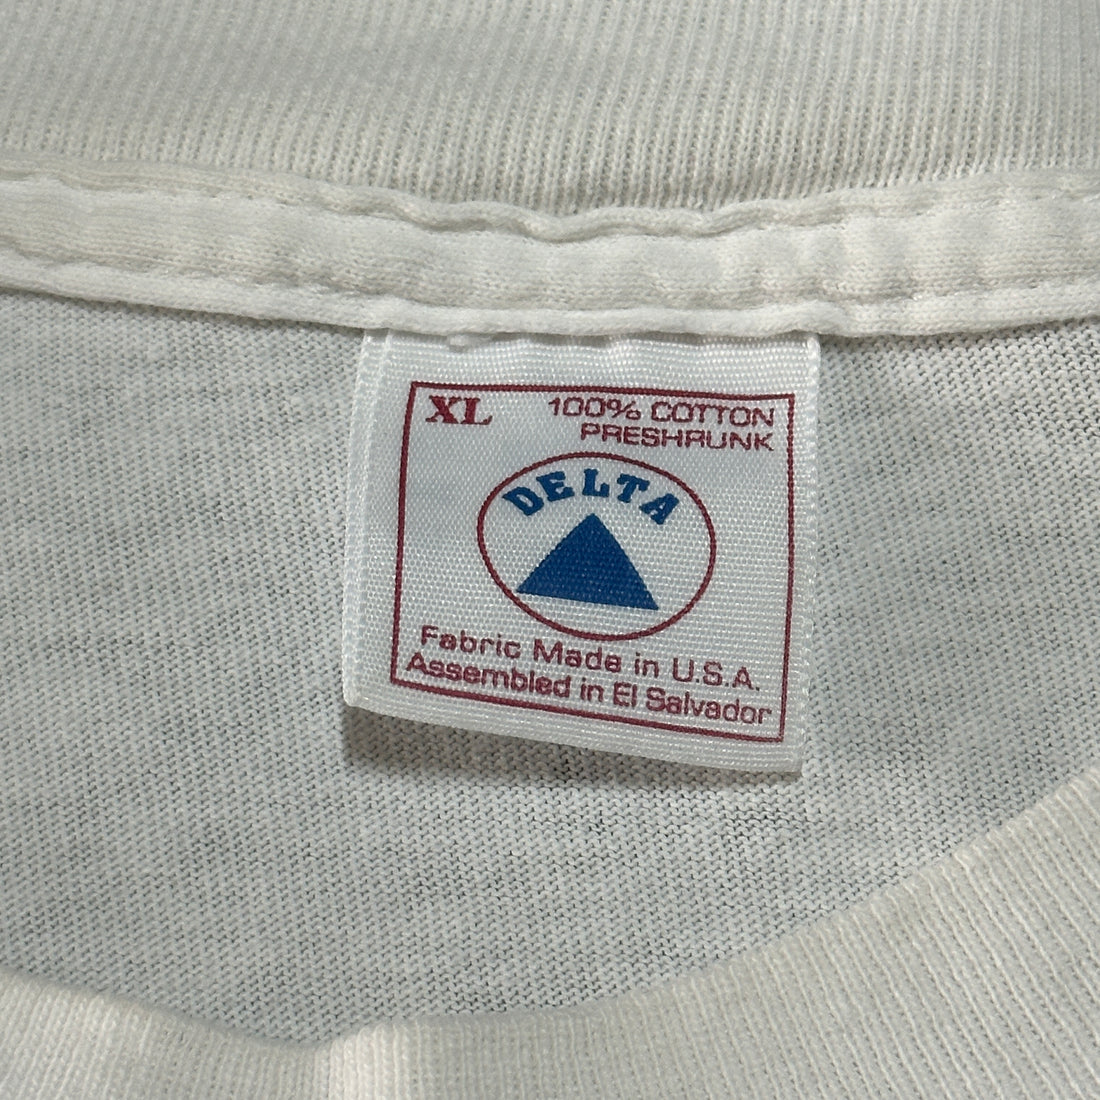 XL 100% COTTON
PRESHRUNK
DELTA
Fabric Made in U.S.A.
Assembled in El Salvador